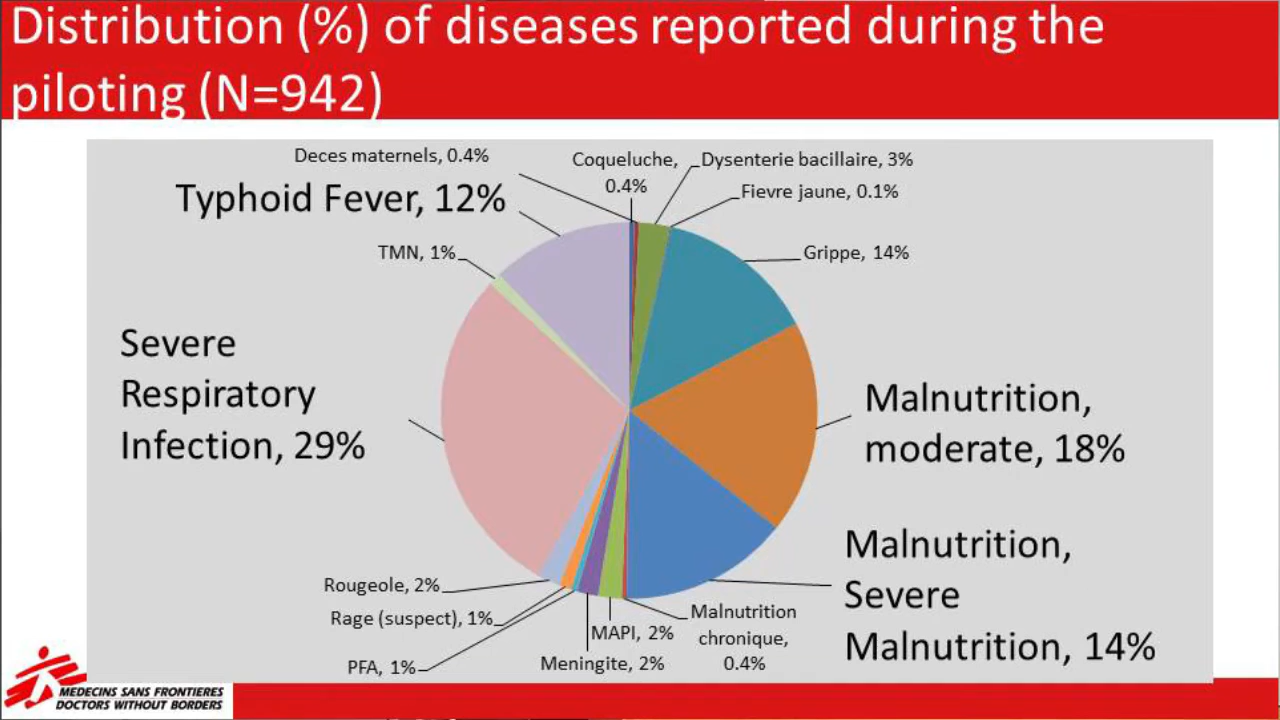 Distribution (%) of diseases reported during the
piloting (N=942)
Deces maternels, 0.4%
Coqueluche,
0.4%
Dysenterie bacillaire, 3%
Fievre jaune, 0.1%
Typhoid Fever, 12%
TMN, 1%
Grippe, 14%
Severe
Respiratory
Infection, 29%
Malnutrition,
moderate, 18%
Malnutrition,
Severe
Malnutrition, 14%
Rougeole, 2%
Rage (suspect), 1%
PFA, 1%
MAPI, 2%
Meningite, 2%
Malnutrition
chronique,
0.4%
MEDECINS SANS FRONTIERES
DOCTORS WITHOUT BORDERS